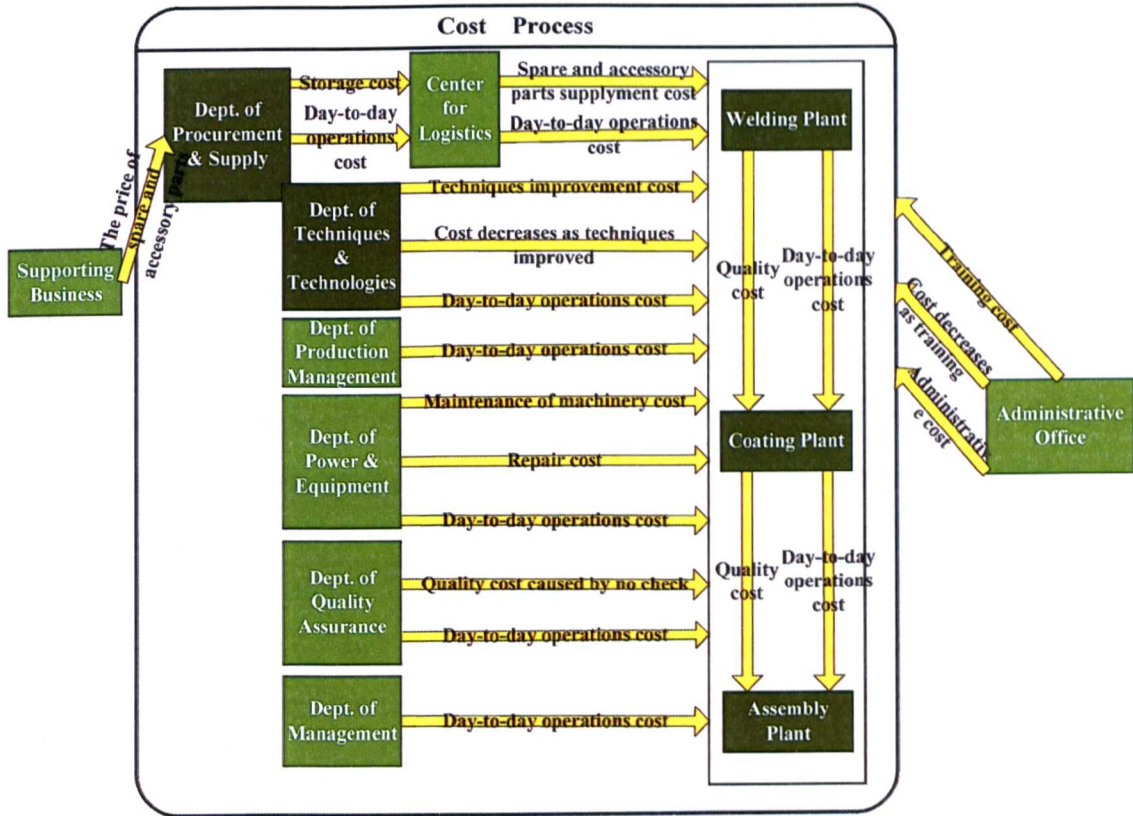 Cost Process
Dept. of
Procurement
& Supply
Storage cost
Day-to-day
operations
cost
Center
for
Logistics
Spare and accessory
parts supplyment cost
Day-to-day operations
cost
Welding Plant
The price of
spare and
accessory parts
Supporting
Business
Dept. of
Techniques
&
Technologies
Techniques improvement cost
Cost decreases as techniques
improved
Day-to-day operations cost
Quality
cost
Day-to-day
operations
cost
Training cost
Cost decreases
as training
Administrativ
e cost
Administrative
Office
Dept. of
Production
Management
Day-to-day operations cost
Dept. of
Power &
Equipment
Maintenance of machinery cost
Repair cost
Day-to-day operations cost
Coating Plant
Dept. of
Quality
Assurance
Quality cost caused by no check
Day-to-day operations cost
Quality
cost
Day-to-day
operations
cost
Dept. of
Management
Day-to-day operations cost
Assembly
Plant